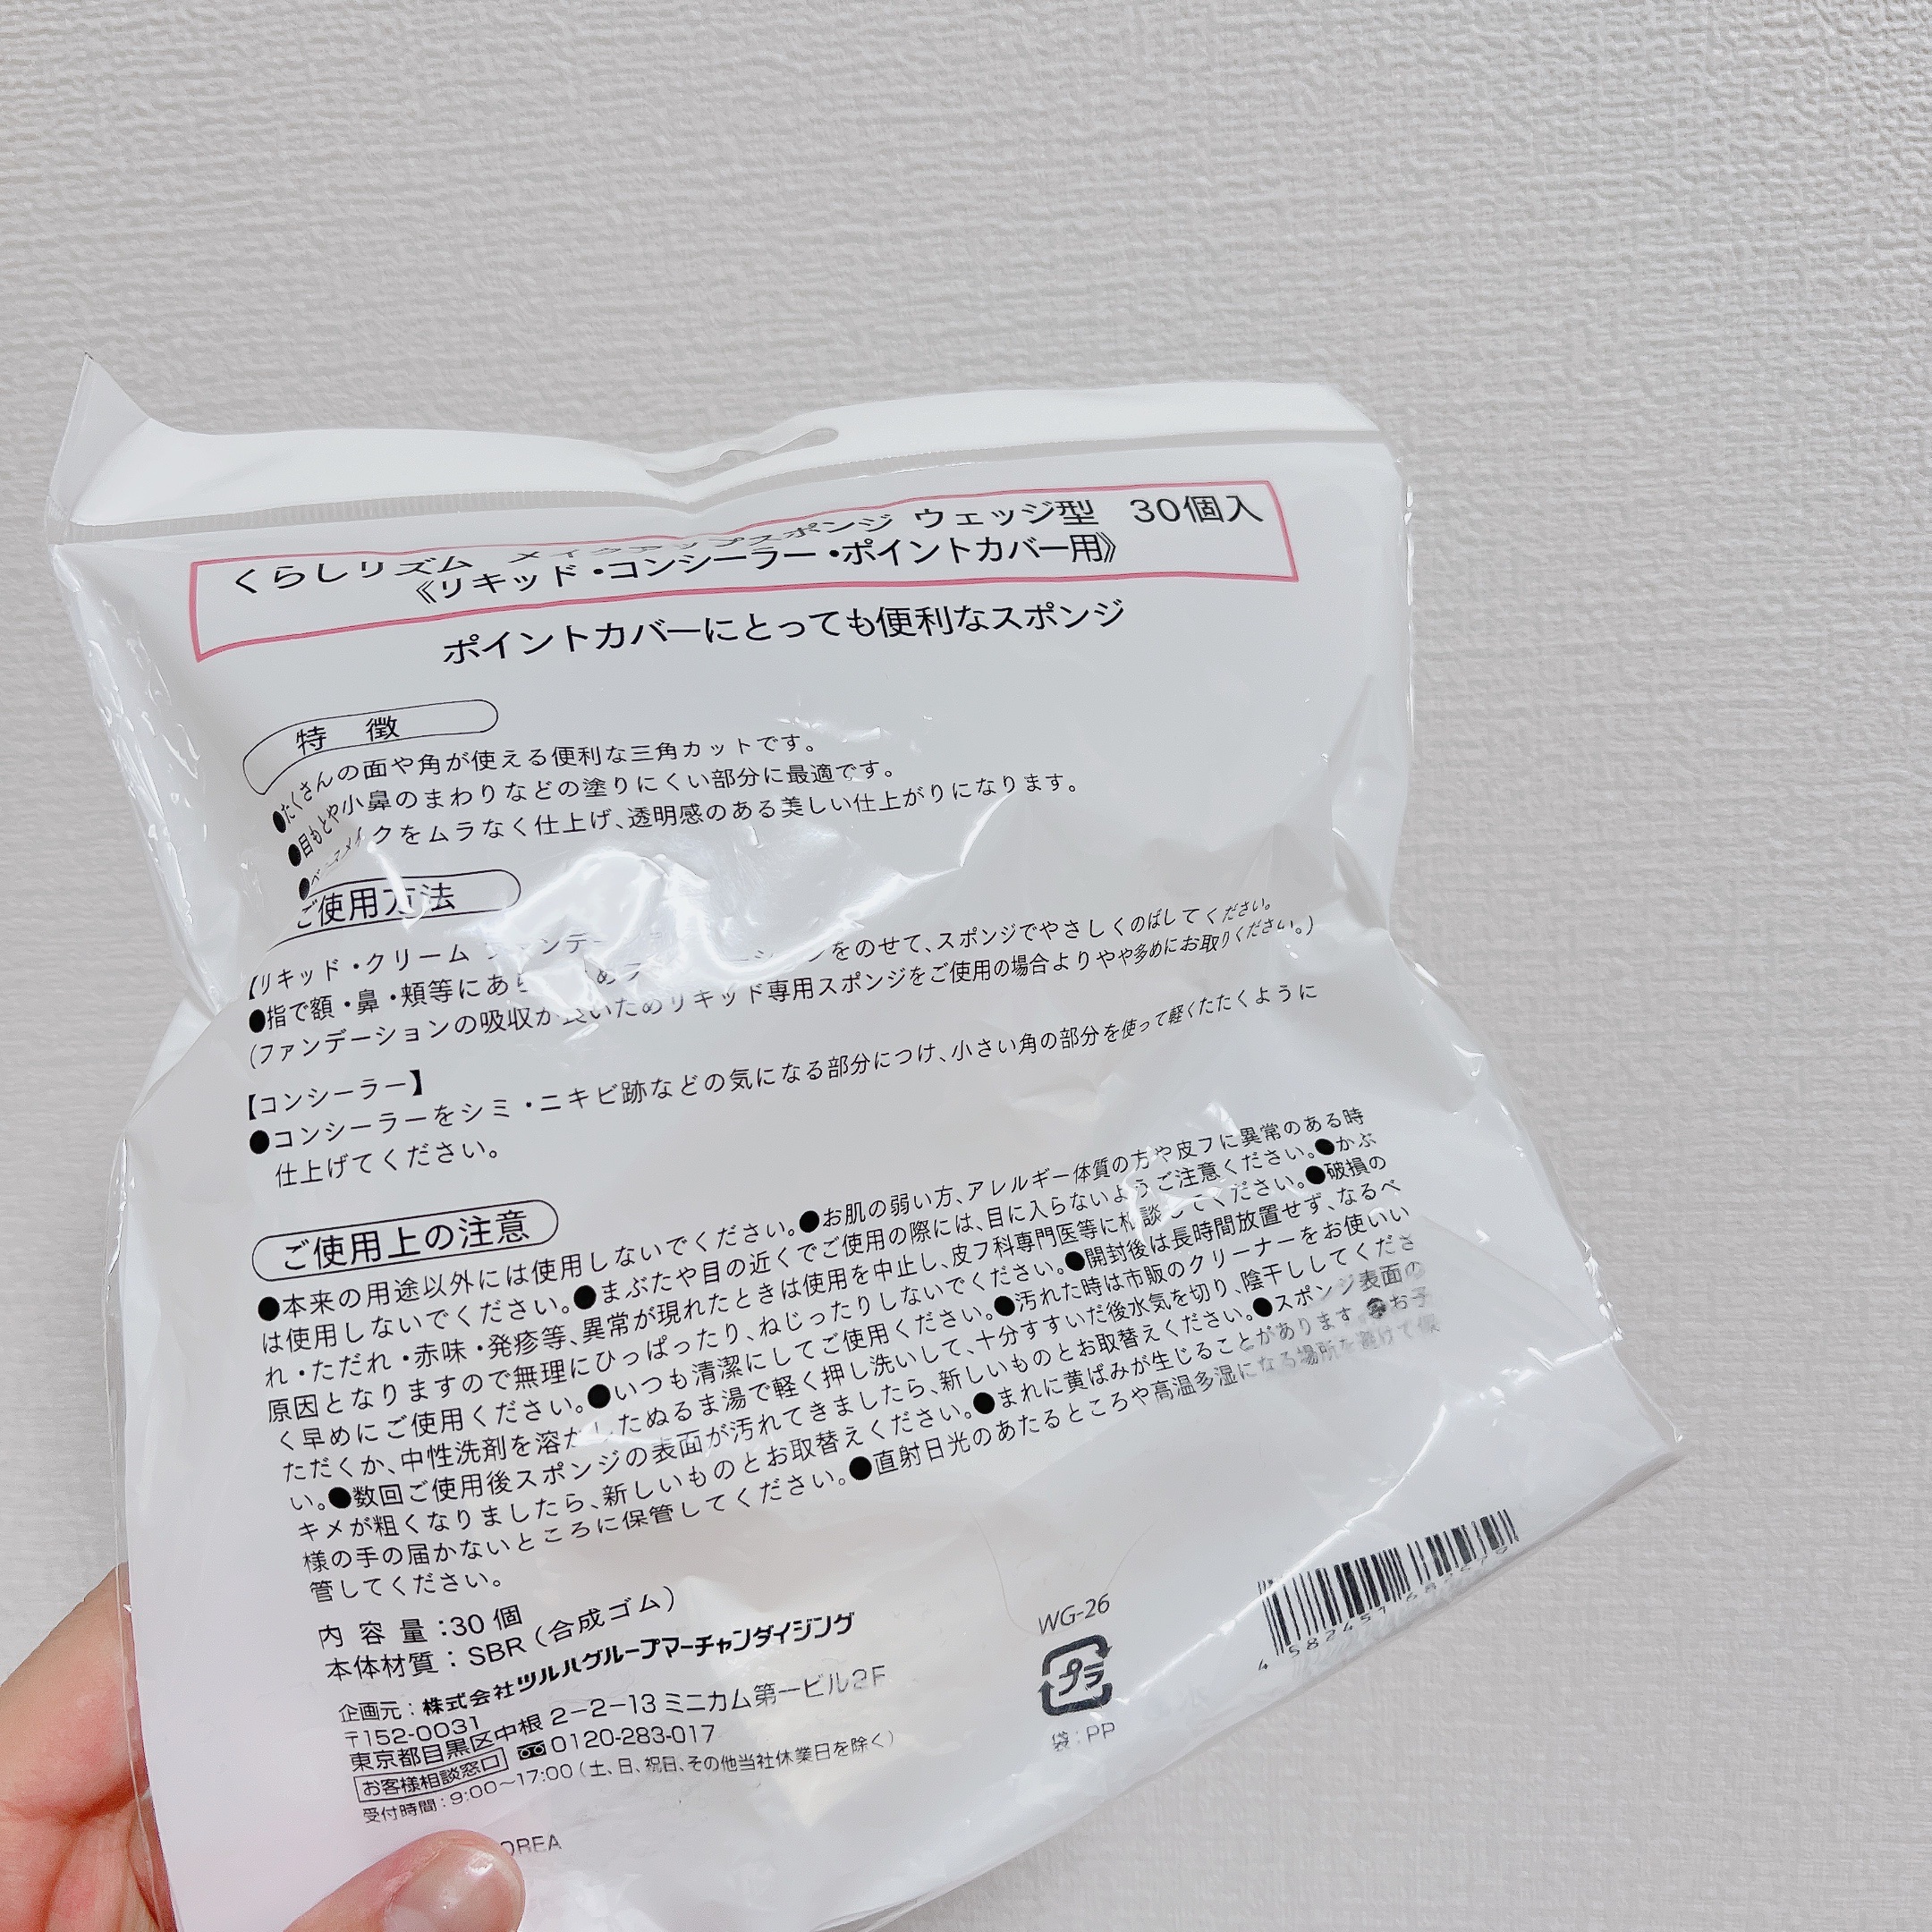 くらしリズム メイクアップスポンジ ウェッジ型 30個入
《リキッド・コンシーラー・ポイントカバー用》
ポイントカバーにとっても便利なスポンジ
特 徴
●たくさんの面や角が使える便利な三角カットです。
●目もとや小鼻のまわりなどの塗りにくい部分に最適です。
●ベースメイクをムラなく仕上げ、透明感のある美しい仕上がりになります。
ご使用方法
【リキッド・クリーム
●指で額・鼻・頬等にあら をのせて、スポンジでやさしくのばしてください。
(ファンデーションの吸収が良いためリキッド専用スポンジをご使用の場合よりやや多めにお取りください。)
【コンシーラー】
●コンシーラーをシミ・ニキビ跡などの気になる部分につけ、小さい角の部分を使って軽くたたくように
仕上げてください。
ご使用上の注意
●本来の用途以外には使用しないでください。●お肌の弱い方、アレルギー体質の方や皮フに異常のある時
は使用しないでください。●まぶたや目の近くでご使用の際には、目に入らないようご注意ください。●かぶ
れ・ただれ・赤味・発疹等、異常が現れたときは使用を中止し、皮フ科専門医等に相談してください。●破損の
原因となりますので無理にひっぱったり、ねじったりしないでください。●開封後は長時間放置せず、なるべ
く早めにご使用ください。●いつも清潔にしてご使用ください。●汚れた時は市販のクリーナーをお使いい
ただくか、中性洗剤を溶かしたぬるま湯で軽く押し洗いして、十分すすいだ後水気を切り、陰干ししてくださ
い。●数回ご使用後スポンジの表面が汚れてきましたら、新しいものとお取替えください。●スポンジ表面の
キメが粗くなりましたら、新しいものとお取替えください。●まれに黄ばみが生じることがあります。●お子
様の手の届かないところに保管してください。●直射日光のあたるところや高温多湿になる場所を避けて保
管してください。
内容量:30個
本体材質:SBR(合成ゴム)
企画元:株式会社ツルハグループマーチャンダイジング
〒152-0031
東京都目黒区中根2-2-13 ミニカム第一ビル2F
お客様相談窓口 0120-283-017
受付時間:9:00~17:00(土、日、祝日、その他当社休業日を除く)
OREA
WG-26
プラ
袋:PP